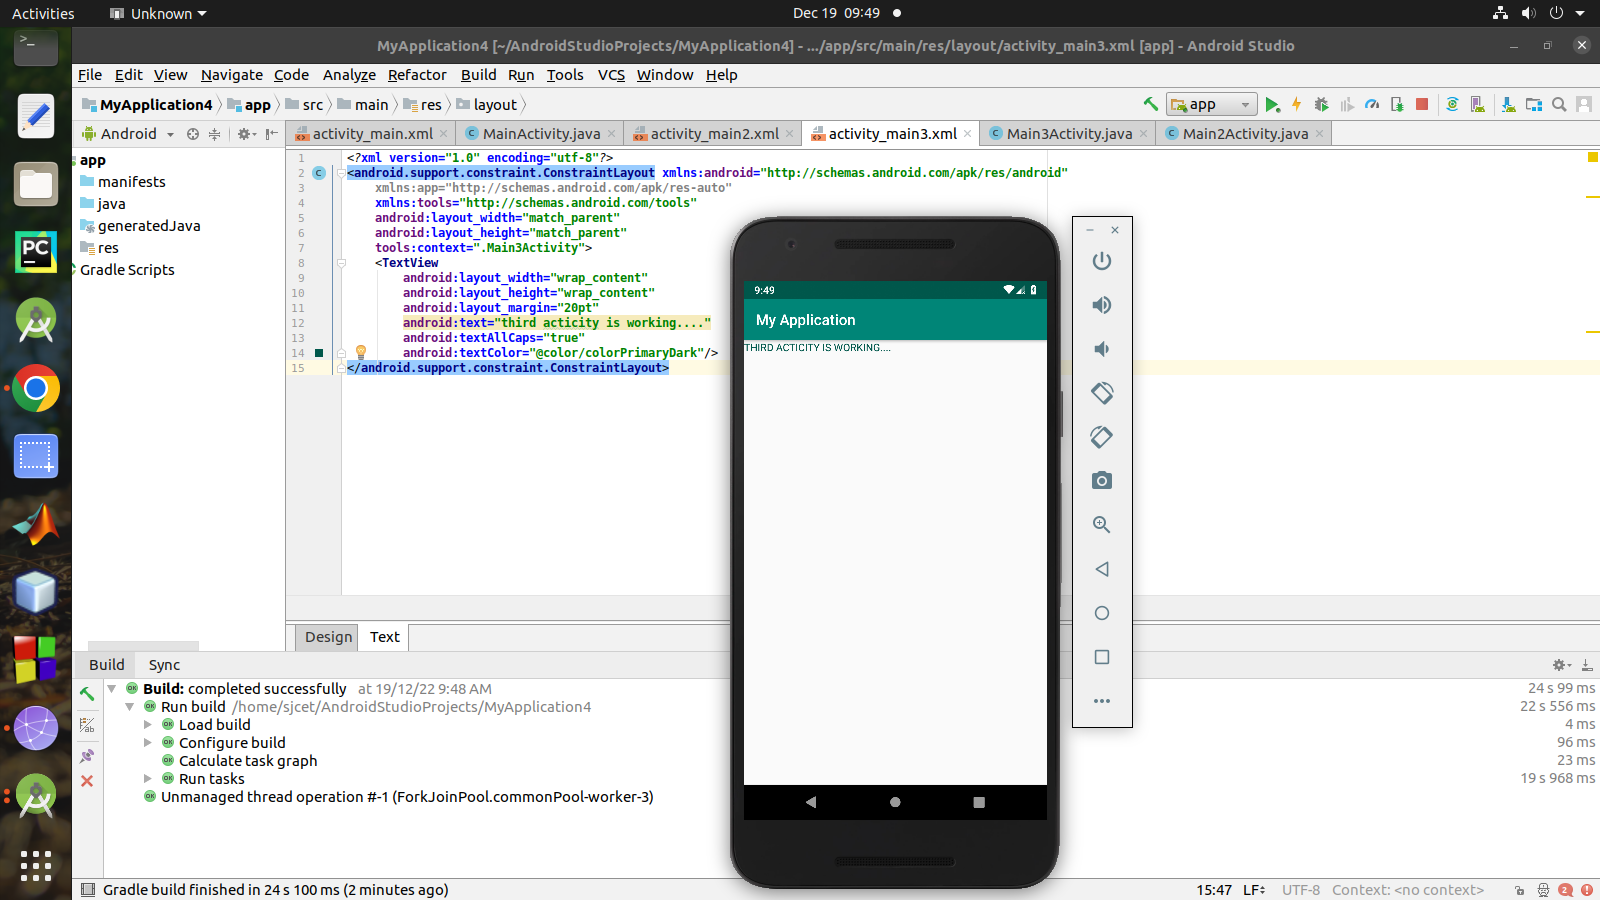 Activities Unknown Dec 19 09:49
MyApplication4 [~/AndroidStudioProjects/MyApplication4] - .../app/src/main/res/layout/activity_main3.xml [app] - Android Studio
File Edit View Navigate Code Analyze Refactor Build Run Tools VCS Window Help
MyApplication4 app src main res layout app
Android activity_main.xml MainActivity.java activity_main2.xml activity_main3.xml Main3Activity.java Main2Activity.java
app
manifests
java
generatedJava
res
Gradle Scripts
1 <?xml version="1.0" encoding="utf-8"?>
2 <android.support.constraint.ConstraintLayout xmlns:android="http://schemas.android.com/apk/res/android"
3 xmlns:app="http://schemas.android.com/apk/res-auto"
4 xmlns:tools="http://schemas.android.com/tools"
5 android:layout_width="match_parent"
6 android:layout_height="match_parent"
7 tools:context=".Main3Activity">
8 <TextView
9 android:layout_width="wrap_content"
10 android:layout_height="wrap_content"
11 android:layout_margin="20pt"
12 android:text="third acticity is working...."
13 android:textAllCaps="true"
14 android:textColor="@color/colorPrimaryDark"/>
15 </android.support.constraint.ConstraintLayout>
9:49
My Application
THIRD ACTICITY IS WORKING....
Design Text
Build Sync
Build: completed successfully at 19/12/22 9:48 AM 24 s 99 ms
Run build /home/sjcet/AndroidStudioProjects/MyApplication4 22 s 556 ms
Load build 4 ms
Configure build 96 ms
Calculate task graph 23 ms
Run tasks 19 s 968 ms
Unmanaged thread operation #-1 (ForkJoinPool.commonPool-worker-3)
Gradle build finished in 24 s 100 ms (2 minutes ago) 15:47 LF UTF-8 Context: <no context> 2